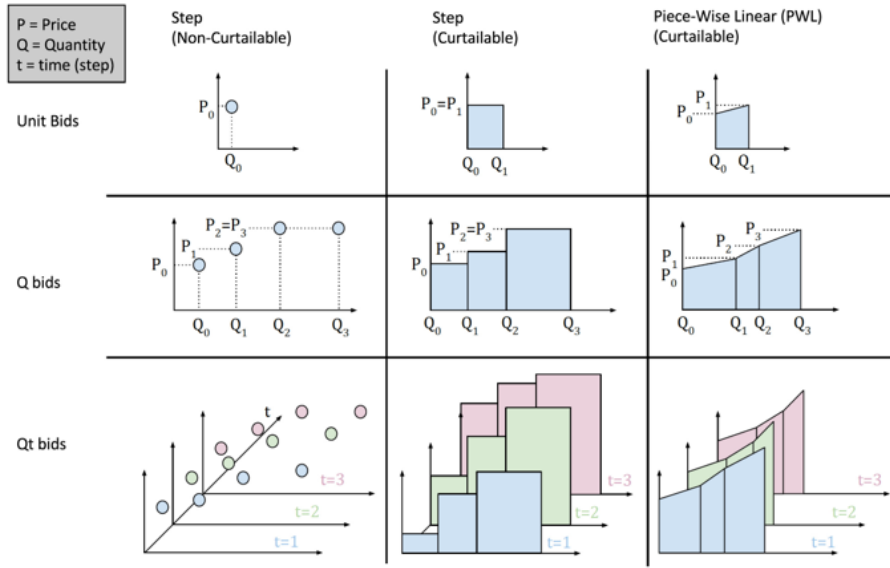 P = Price
Q = Quantity
t = time (step)
Step
(Non-Curtailable)
Step
(Curtailable)
Piece-Wise Linear (PWL)
(Curtailable)
Unit Bids
P₀
Q₀
P₀=P₁
Q₀ Q₁
P₁
P₀
Q₀ Q₁
Q bids
P₂=P₃
P₁
P₀
Q₀ Q₁ Q₂ Q₃
P₂=P₃
P₁
P₀
Q₀ Q₁ Q₂ Q₃
P₃
P₂
P₁
P₀
Q₀ Q₁ Q₂ Q₃
Qt bids
t
t=3
t=2
t=1
t=3
t=2
t=1
t=3
t=2
t=1